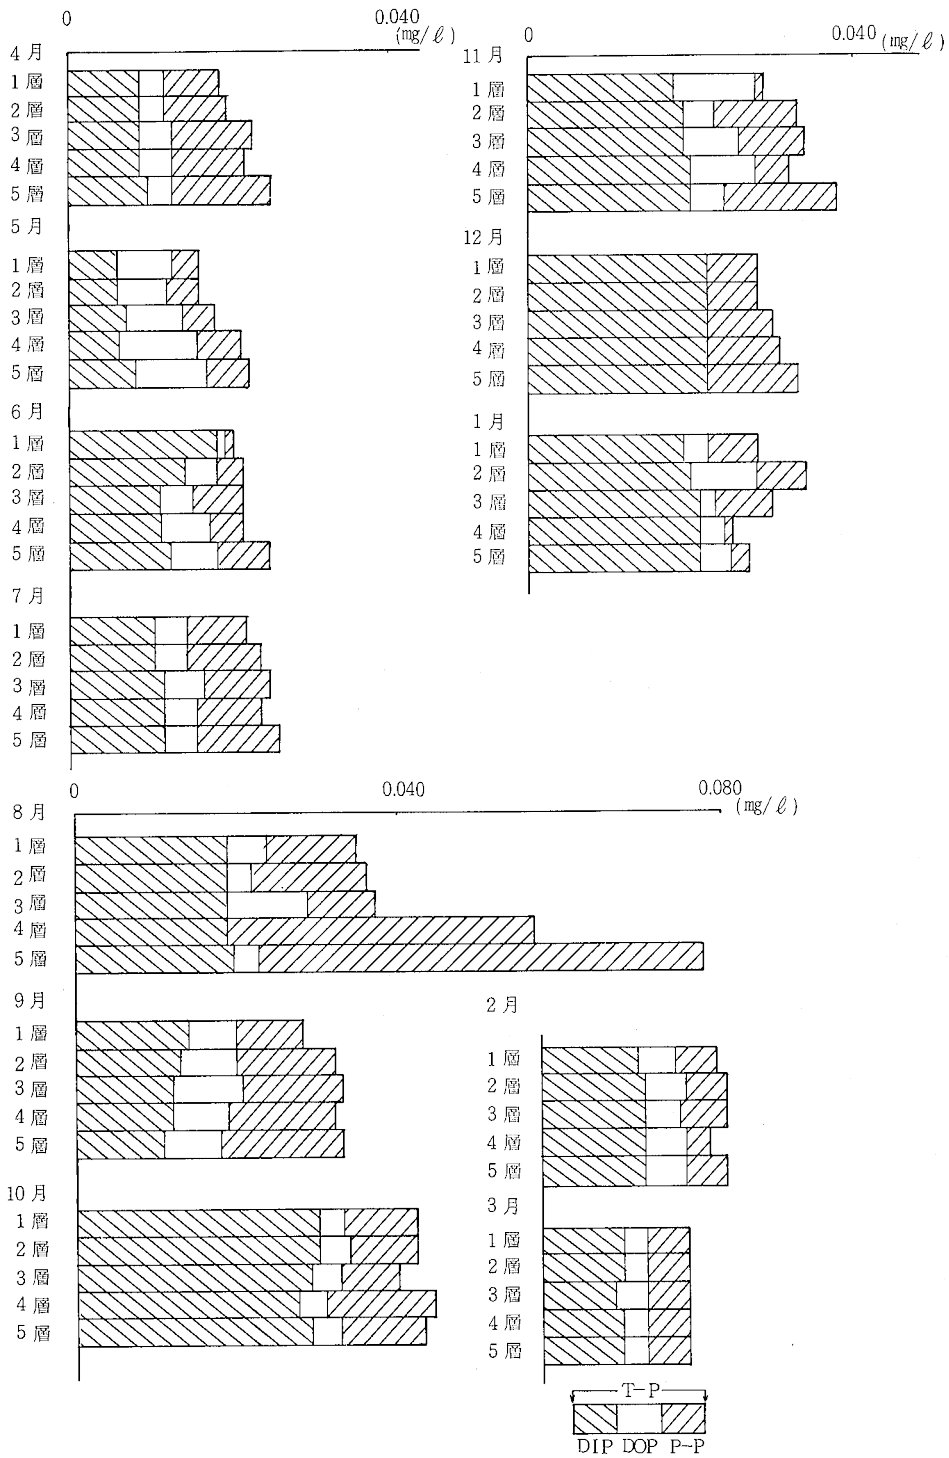 0 0.040
(mg/ℓ)
4月
1層
2層
3層
4層
5層
5月
1層
2層
3層
4層
5層
6月
1層
2層
3層
4層
5層
7月
1層
2層
3層
4層
5層
0 0.040
(mg/ℓ)
11月
1層
2層
3層
4層
5層
12月
1層
2層
3層
4層
5層
1月
1層
2層
3層
4層
5層
0 0.040 0.080
(mg/ℓ)
8月
1層
2層
3層
4層
5層
9月
1層
2層
3層
4層
5層
10月
1層
2層
3層
4層
5層
2月
1層
2層
3層
4層
5層
3月
1層
2層
3層
4層
5層
T-P
DIP DOP P-P